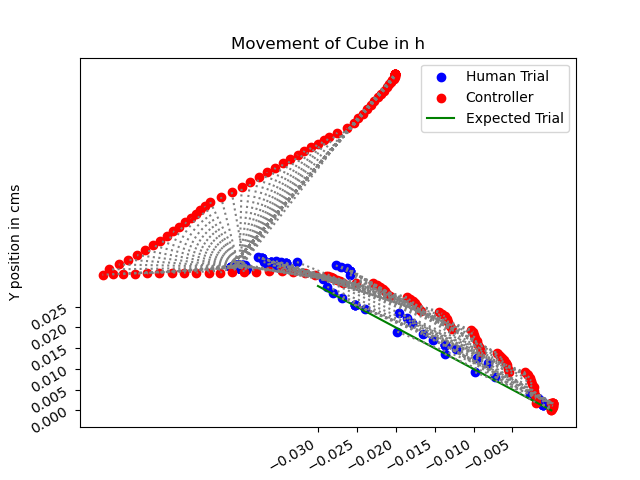 Movement of Cube in h
Human Trial
Controller
Expected Trial
Y position in cms
0.025
0.020
0.015
0.010
0.005
0.000
−0.030
−0.025
−0.020
−0.015
−0.010
−0.005